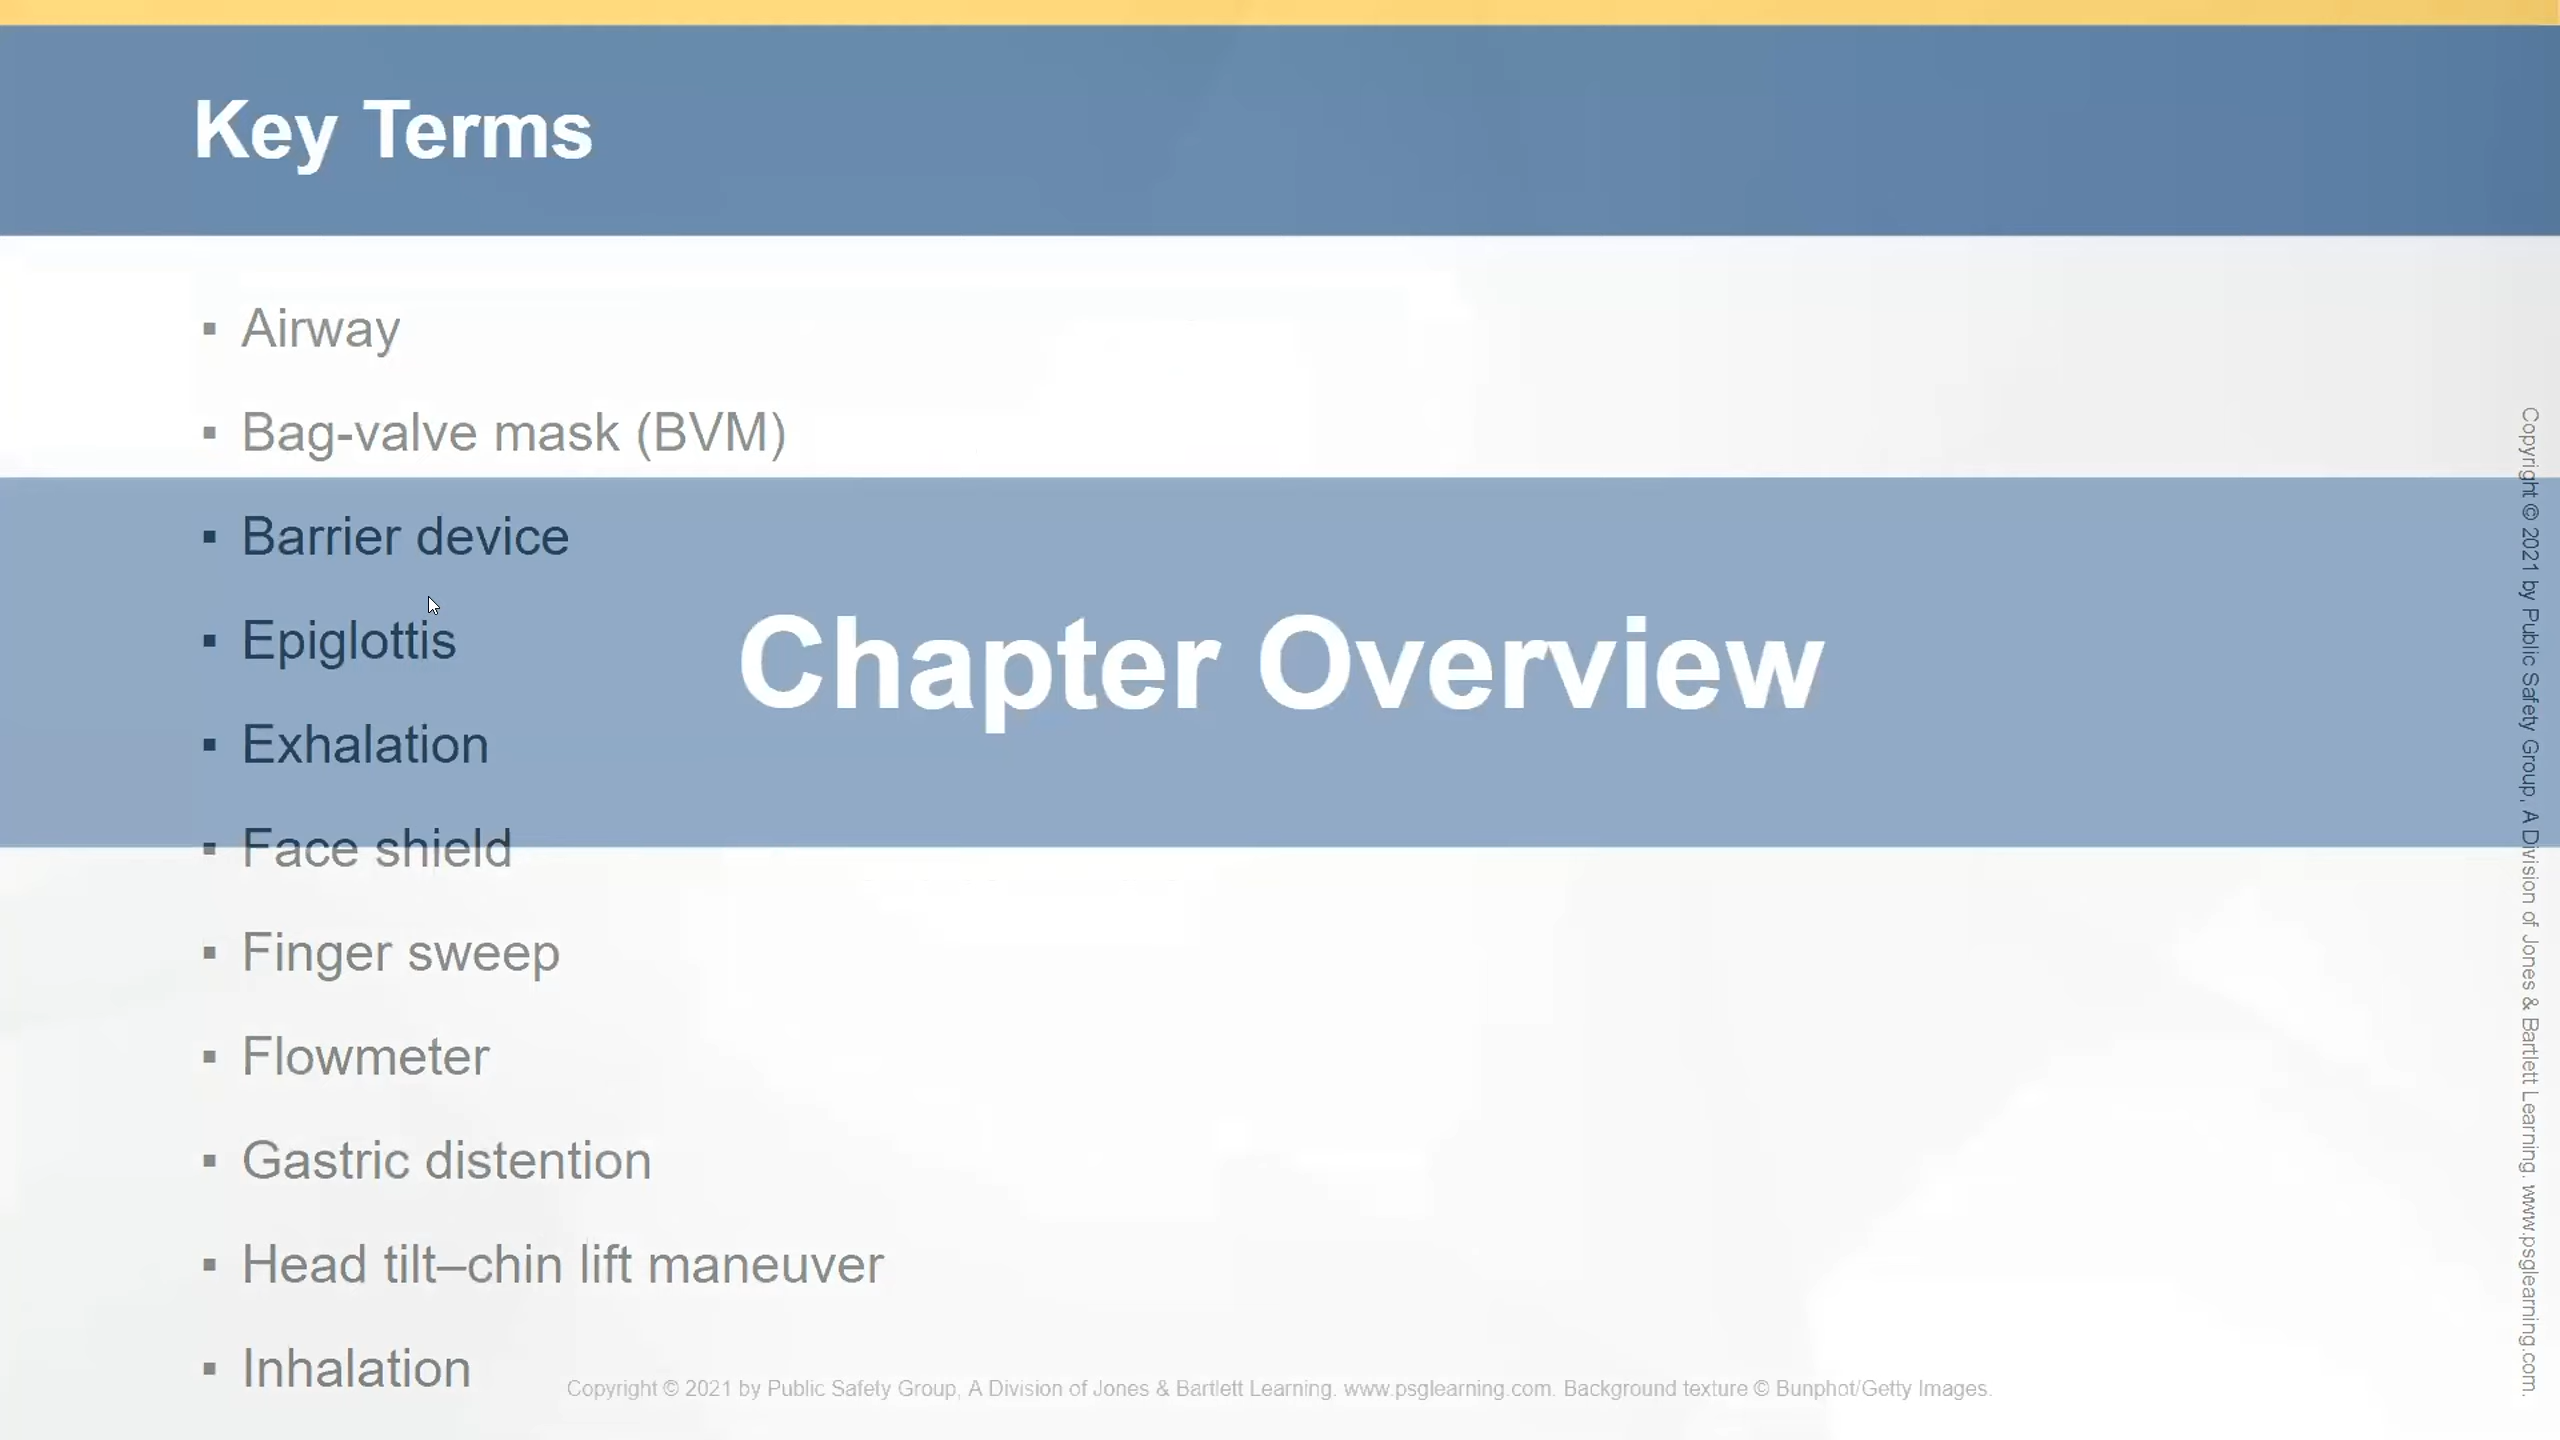 Key Terms
▪ Airway
▪ Bag-valve mask (BVM)
▪ Barrier device
▪ Epiglottis
▪ Exhalation
▪ Face shield
▪ Finger sweep
▪ Flowmeter
▪ Gastric distention
▪ Head tilt–chin lift maneuver
▪ Inhalation
Chapter Overview
Copyright © 2021 by Public Safety Group, A Division of Jones & Bartlett Learning. www.psglearning.com. Background texture © Bunphot/Getty Images.
Copyright © 2021 by Public Safety Group, A Division of Jones & Bartlett Learning. www.psglearning.com.